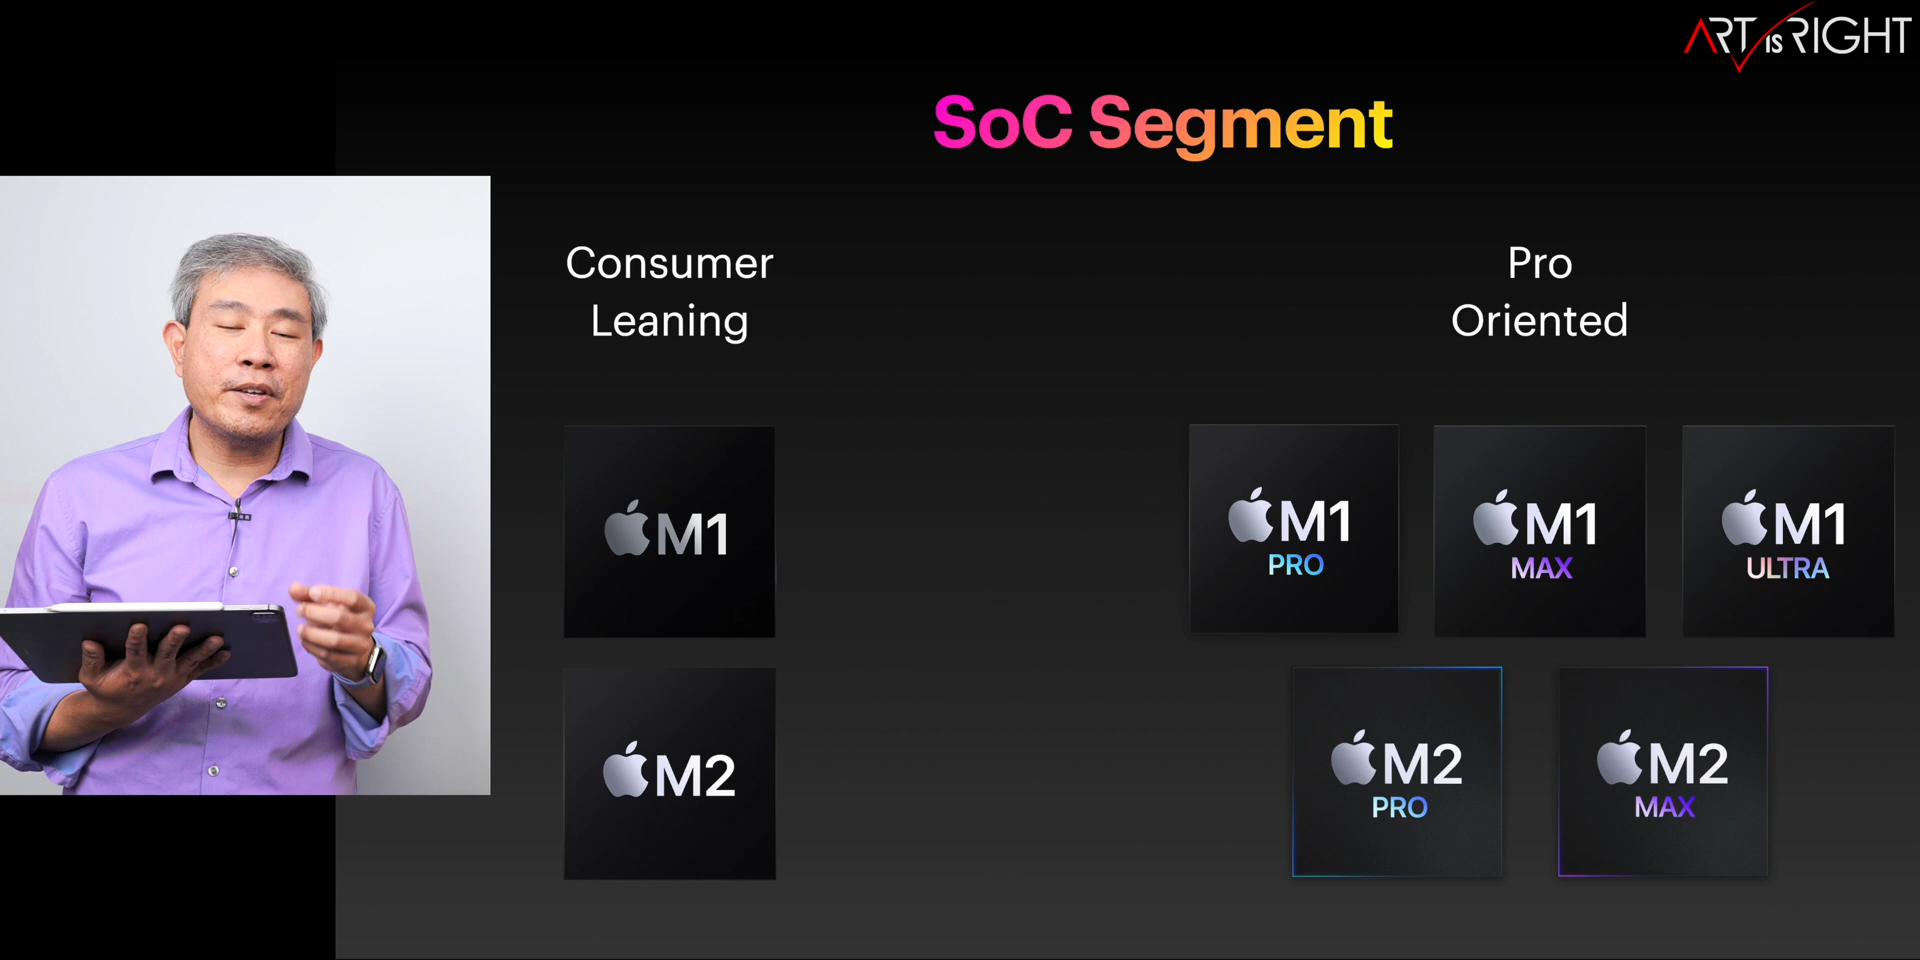 ART IS RIGHT
SoC Segment
Consumer
Leaning
Pro
Oriented
M1
M1
PRO
M1
MAX
M1
ULTRA
M2
M2
PRO
M2
MAX